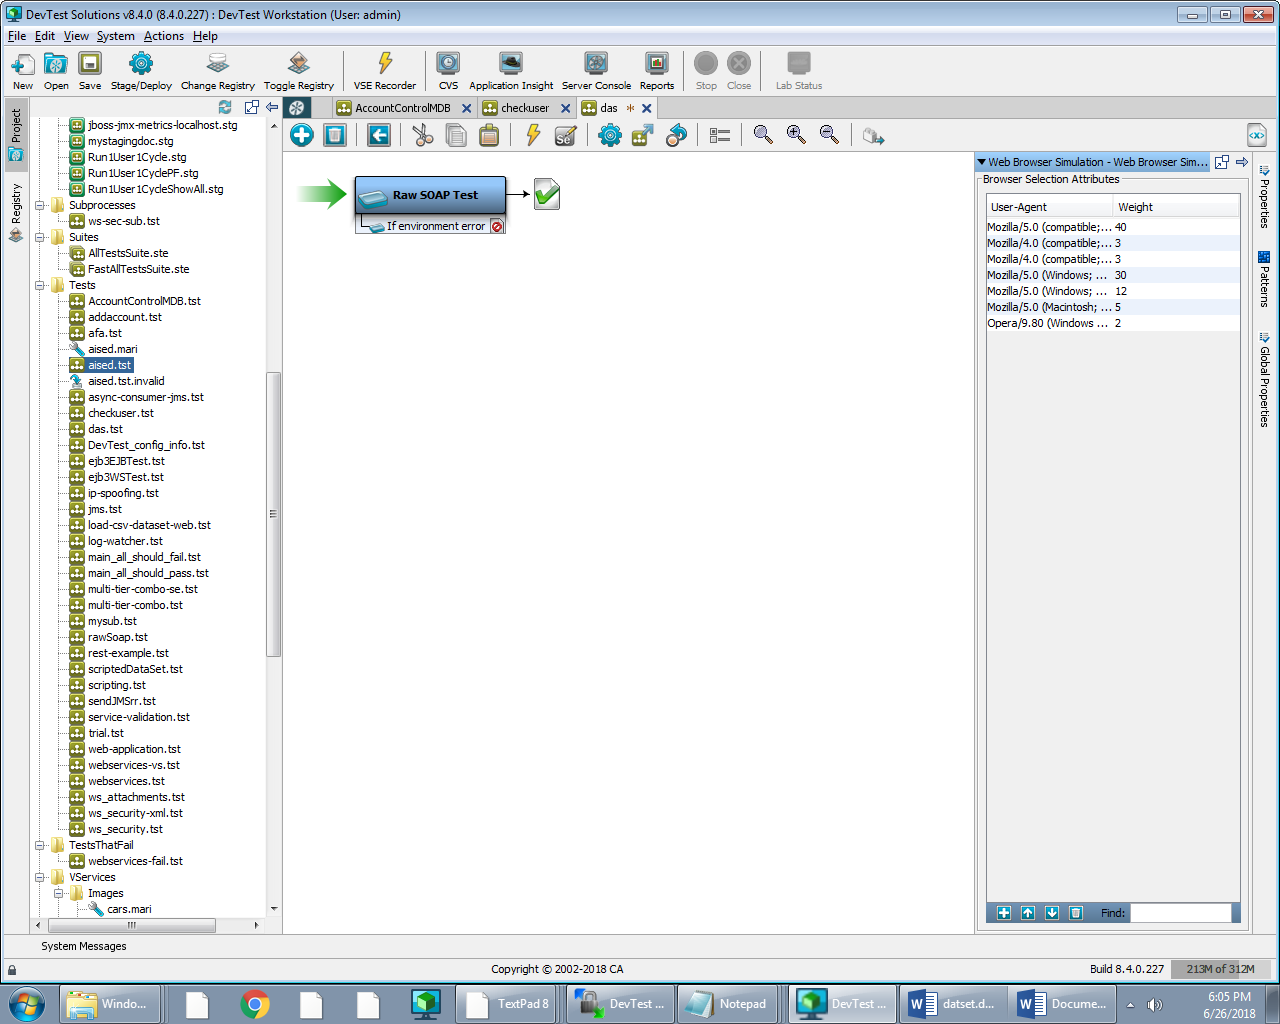 DevTest Solutions v8.4.0 (8.4.0.227) : DevTest Workstation (User: admin)
File Edit View System Actions Help
New Open Save Stage/Deploy Change Registry Toggle Registry VSE Recorder CVS Application Insight Server Console Reports Stop Close Lab Status
Project
Registry
jboss-jmx-metrics-localhost.stg
mystagingdoc.stg
Run1User1Cycle.stg
Run1User1CyclePF.stg
Run1User1CycleShowAll.stg
Subprocesses
ws-sec-sub.tst
Suites
AllTestsSuite.ste
FastAllTestsSuite.ste
Tests
AccountControlMDB.tst
addaccount.tst
afa.tst
aised.mari
aised.tst
aised.tst.invalid
async-consumer-jms.tst
checkuser.tst
das.tst
DevTest_config_info.tst
ejb3EJBTest.tst
ejb3WSTest.tst
ip-spoofing.tst
jms.tst
load-csv-dataset-web.tst
log-watcher.tst
main_all_should_fail.tst
main_all_should_pass.tst
multi-tier-combo-se.tst
multi-tier-combo.tst
mysub.tst
rawSoap.tst
rest-example.tst
scriptedDataSet.tst
scripting.tst
sendJMSrr.tst
service-validation.tst
trial.tst
web-application.tst
webservices-vs.tst
webservices.tst
ws_attachments.tst
ws_security-xml.tst
ws_security.tst
TestsThatFail
webservices-fail.tst
VServices
Images
cars.mari
AccountControlMDB checkuser das
Raw SOAP Test
If environment error
Web Browser Simulation - Web Browser Sim...
Browser Selection Attributes
User-Agent Weight
Mozilla/5.0 (compatible;... 40
Mozilla/4.0 (compatible;... 3
Mozilla/4.0 (compatible;... 3
Mozilla/5.0 (Windows; ... 30
Mozilla/5.0 (Windows; ... 12
Mozilla/5.0 (Macintosh; ... 5
Opera/9.80 (Windows ... 2
Find:
Properties
Patterns
Global Properties
System Messages
Copyright © 2002-2018 CA
Build 8.4.0.227 213M of 312M
Windo... TextPad 8 DevTest ... Notepad DevTest ... datset.d... Docume...
6:05 PM
6/26/2018